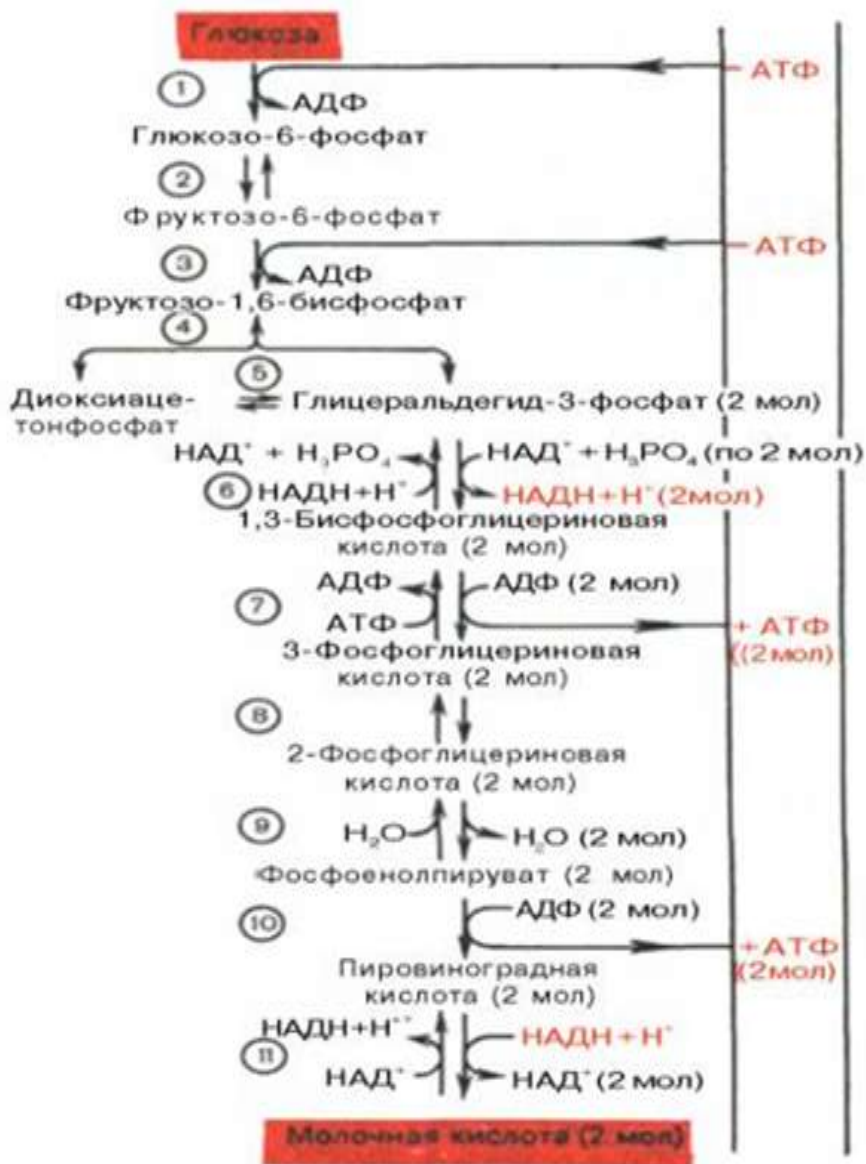 Глюкоза
– АТФ
①
АДФ
Глюкозо-6-фосфат
②
Фруктозо-6-фосфат
– АТФ
③
АДФ
Фруктозо-1,6-бисфосфат
④
⑤
Диоксиаце-
тонфосфат
Глицеральдегид-3-фосфат (2 мол)
НАД⁺ + H₃PO₄
НАД⁺ + H₃PO₄ (по 2 мол)
⑥
НАДН+Н⁺
НАДН+Н⁺ (2мол)
1,3-Бисфосфоглицериновая
кислота (2 мол)
АДФ
АДФ (2 мол)
⑦
АТФ
+ АТФ
((2мол)
3-Фосфоглицериновая
кислота (2 мол)
⑧
2-Фосфоглицериновая
кислота (2 мол)
⑨
H₂O
H₂O (2 мол)
Фосфоенолпируват (2 мол)
АДФ (2 мол)
⑩
+ АТФ
(2мол)
Пировиноградная
кислота (2 мол)
НАДН+Н⁺⁺
НАДН+Н⁺
⑪
НАД⁺
НАД⁺ (2 мол)
Молочная кислота (2 мол)